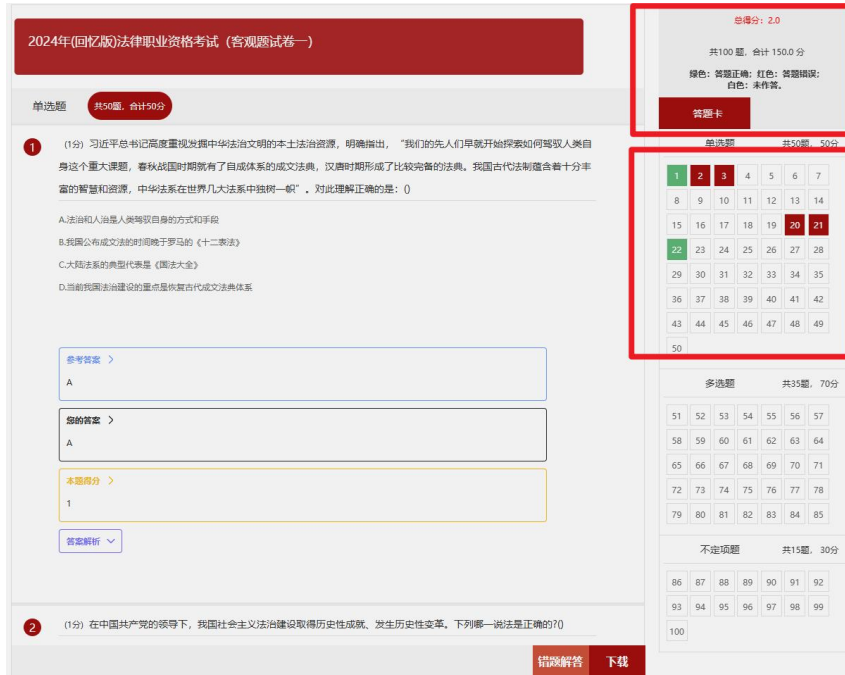 2024年(回忆版)法律职业资格考试（客观题试卷一）
单选题
共50题，合计50分
1
（1分）习近平总书记高度重视发掘中华法治文明的本土法治资源，明确指出，“我们的先人们早就开始探索如何驾驭人类自
身这个重大课题，春秋战国时期就有了自成体系的成文法典，汉唐时期形成了比较完备的法典。我国古代法制蕴含着十分丰
富的智慧和资源，中华法系在世界几大法系中独树一帜”。对此理解正确的是：()
A.法治和人治是人类驾驭自身的方式和手段
B.我国公布成文法的时间晚于罗马的《十二表法》
C.大陆法系的典型代表是《国法大全》
D.当前我国法治建设的重点是恢复古代成文法典体系
参考答案 >
A
您的答案 >
A
本题得分 >
1
答案解析
2
（1分）在中国共产党的领导下，我国社会主义法治建设取得历史性成就、发生历史性变革。下列哪一说法是正确的?()
错题解答 下载
总得分：2.0
共100 题，合计 150.0 分
绿色：答题正确; 红色：答题错误;
白色：未作答。
答题卡
单选题 共50题，50分
1 2 3 4 5 6 7
8 9 10 11 12 13 14
15 16 17 18 19 20 21
22 23 24 25 26 27 28
29 30 31 32 33 34 35
36 37 38 39 40 41 42
43 44 45 46 47 48 49
50
多选题 共35题，70分
51 52 53 54 55 56 57
58 59 60 61 62 63 64
65 66 67 68 69 70 71
72 73 74 75 76 77 78
79 80 81 82 83 84 85
不定项题 共15题，30分
86 87 88 89 90 91 92
93 94 95 96 97 98 99
100